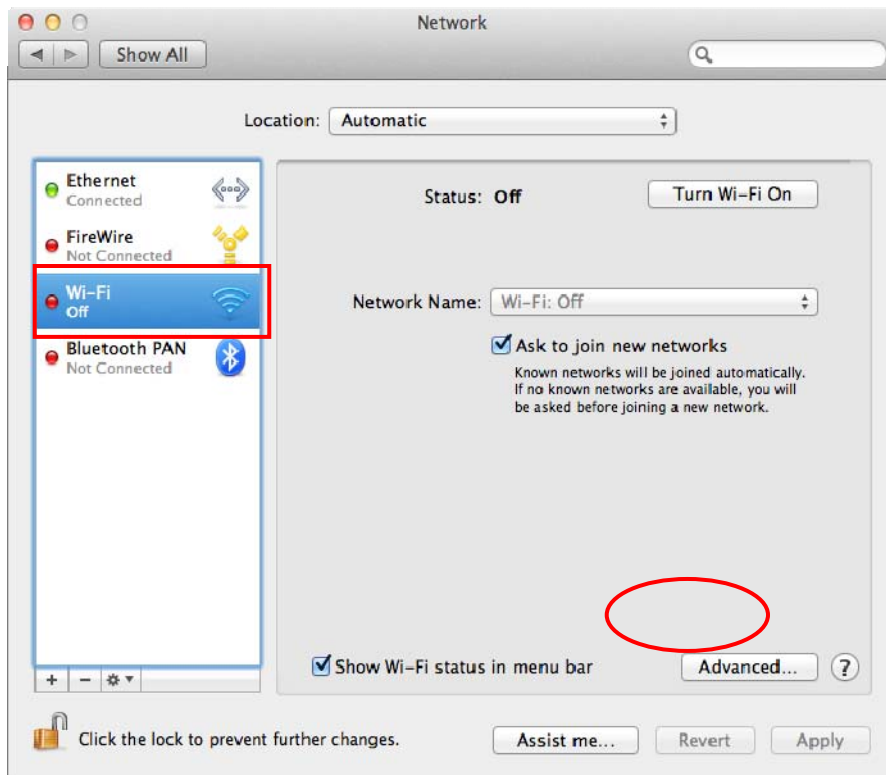 Network
Show All
Location: Automatic
Ethernet
Connected
FireWire
Not Connected
Wi-Fi
Off
Bluetooth PAN
Not Connected
Status: Off
Turn Wi-Fi On
Network Name: Wi-Fi: Off
Ask to join new networks
Known networks will be joined automatically.
If no known networks are available, you will
be asked before joining a new network.
Show Wi-Fi status in menu bar
Advanced... ?
+ -
Click the lock to prevent further changes.
Assist me...
Revert
Apply